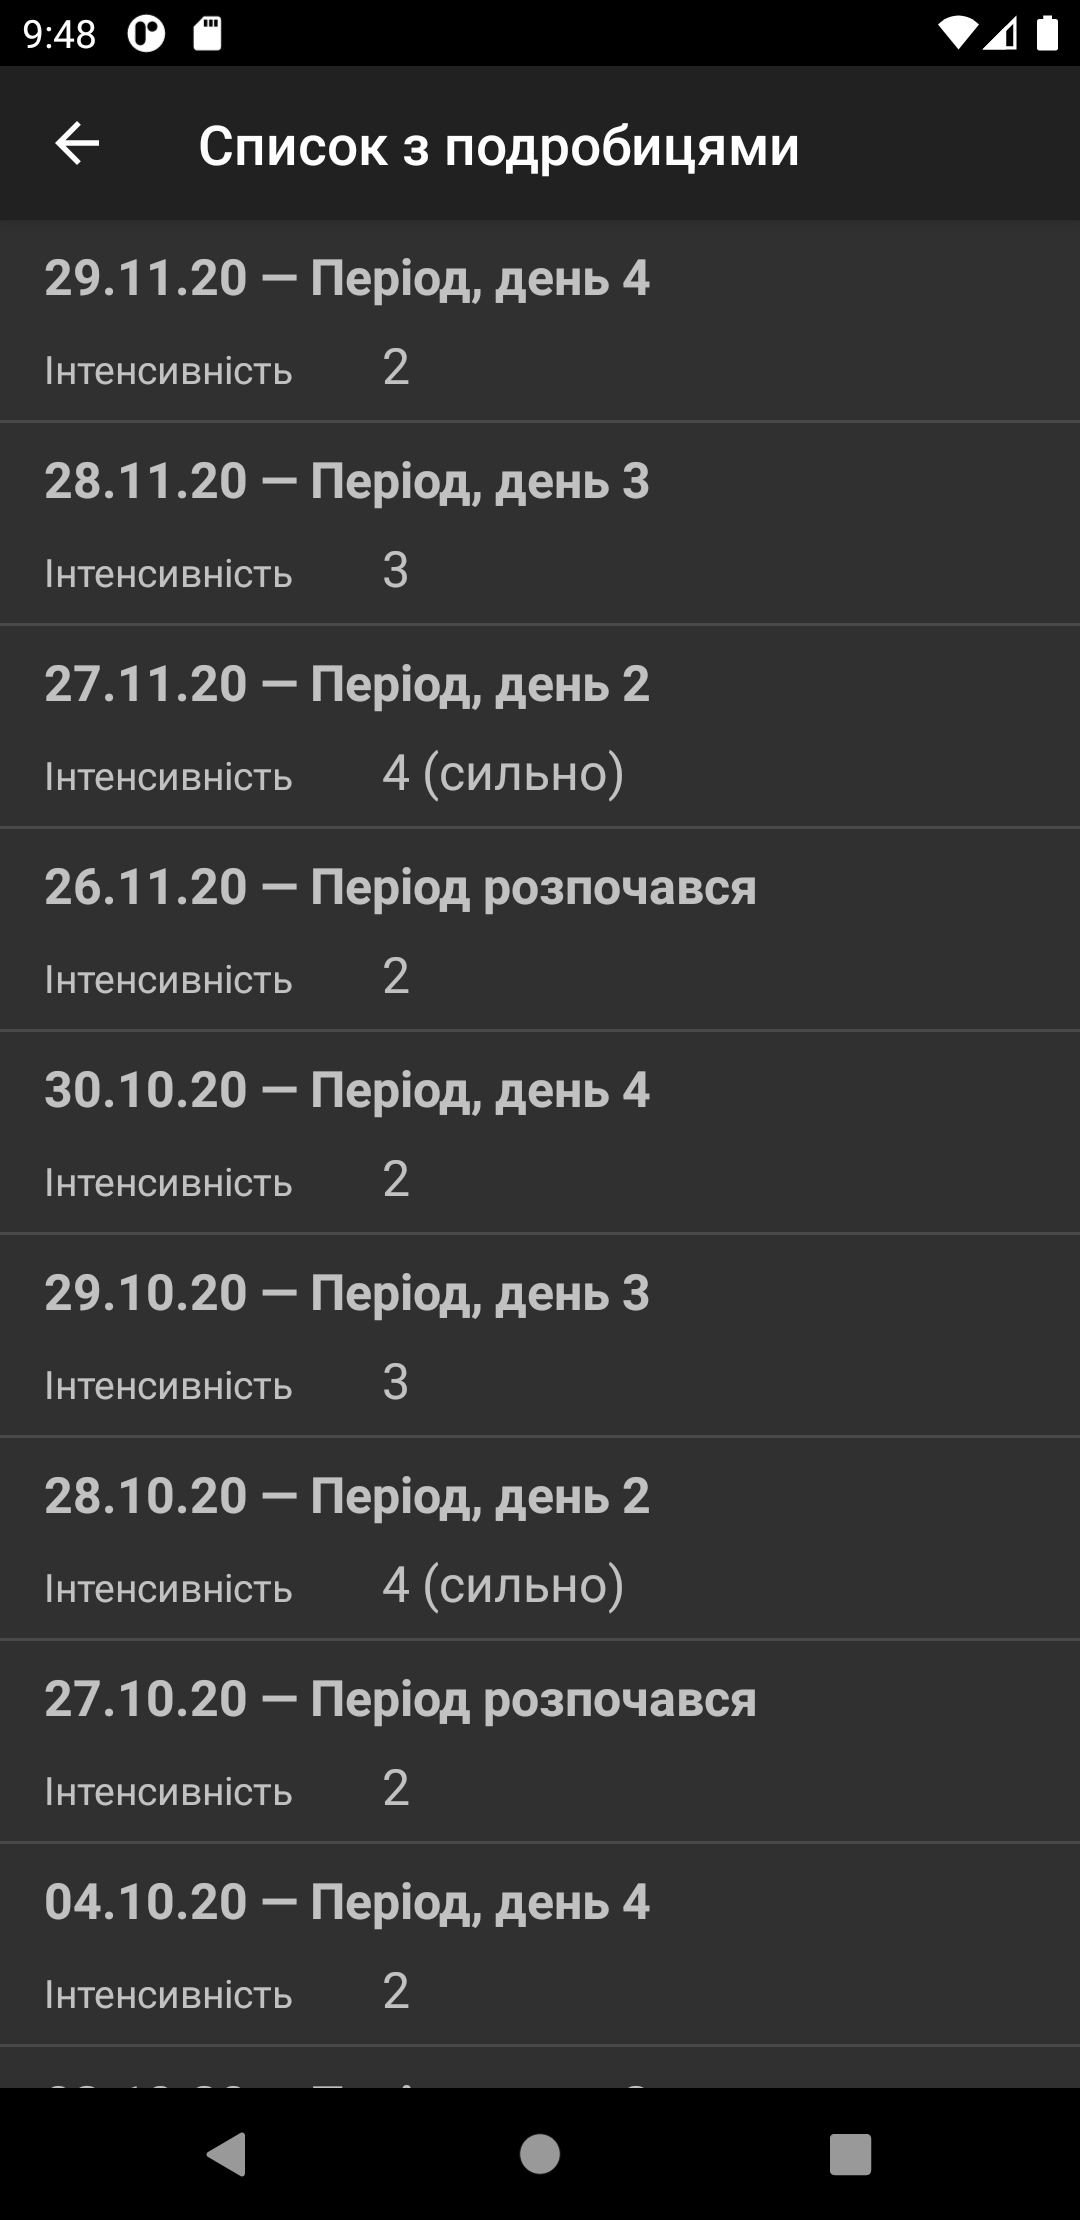 9:48
Список з подробицями
29.11.20 — Період, день 4
Інтенсивність 2
28.11.20 — Період, день 3
Інтенсивність 3
27.11.20 — Період, день 2
Інтенсивність 4 (сильно)
26.11.20 — Період розпочався
Інтенсивність 2
30.10.20 — Період, день 4
Інтенсивність 2
29.10.20 — Період, день 3
Інтенсивність 3
28.10.20 — Період, день 2
Інтенсивність 4 (сильно)
27.10.20 — Період розпочався
Інтенсивність 2
04.10.20 — Період, день 4
Інтенсивність 2